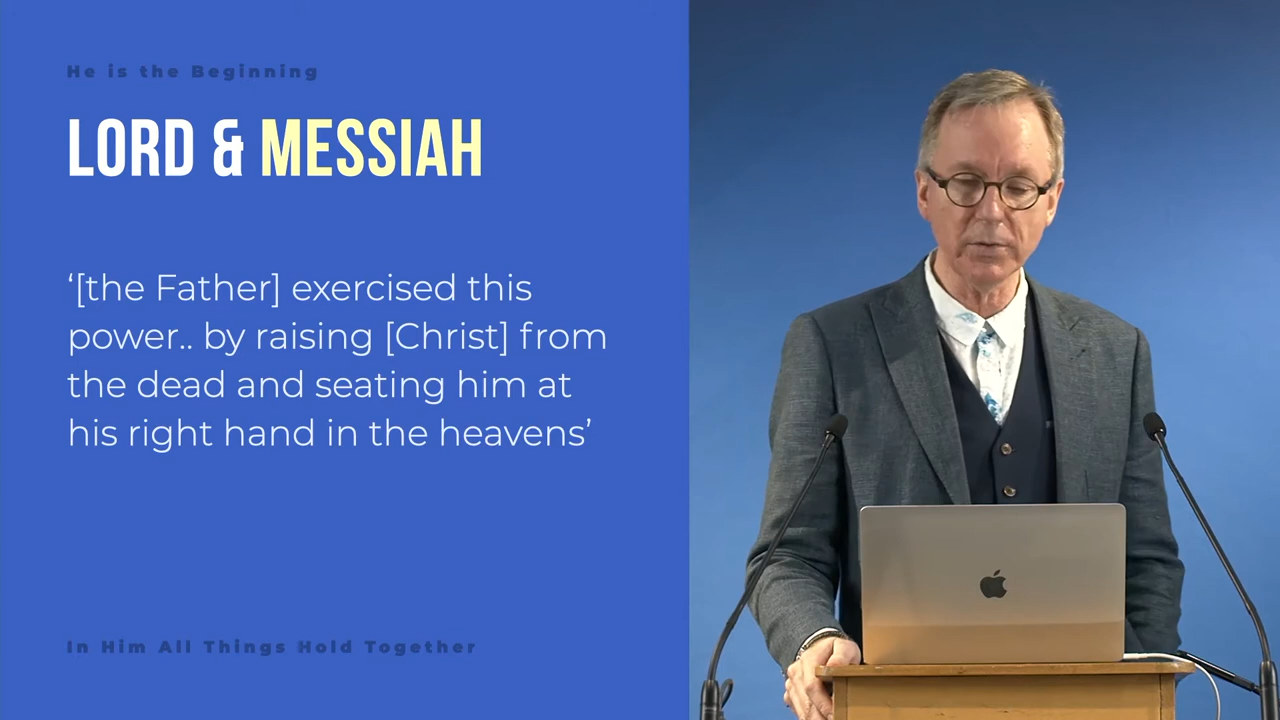 He is the Beginning
LORD & MESSIAH
‘[the Father] exercised this
power.. by raising [Christ] from
the dead and seating him at
his right hand in the heavens’
In Him All Things Hold Together